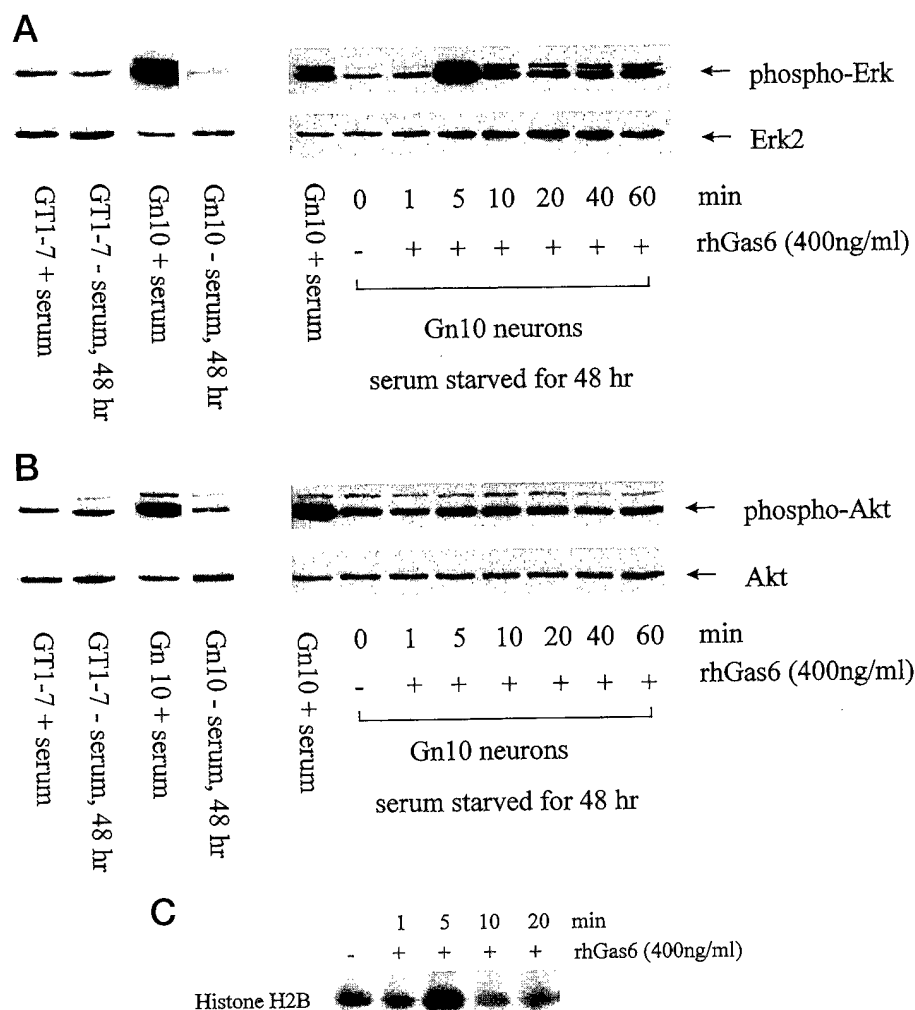 A
phospho-Erk
Erk2
GT1-7 + serum
GT1-7 - serum, 48 hr
Gn10 + serum
Gn10 - serum, 48 hr
Gn10 + serum
0 1 5 10 20 40 60 min
- + + + + + + rhGas6 (400ng/ml)
Gn10 neurons
serum starved for 48 hr
B
phospho-Akt
Akt
GT1-7 + serum
GT1-7 - serum, 48 hr
Gn 10 + serum
Gn10 - serum, 48 hr
Gn10 + serum
0 1 5 10 20 40 60 min
- + + + + + + rhGas6 (400ng/ml)
Gn10 neurons
serum starved for 48 hr
C
1 5 10 20 min
- + + + + rhGas6 (400ng/ml)
Histone H2B